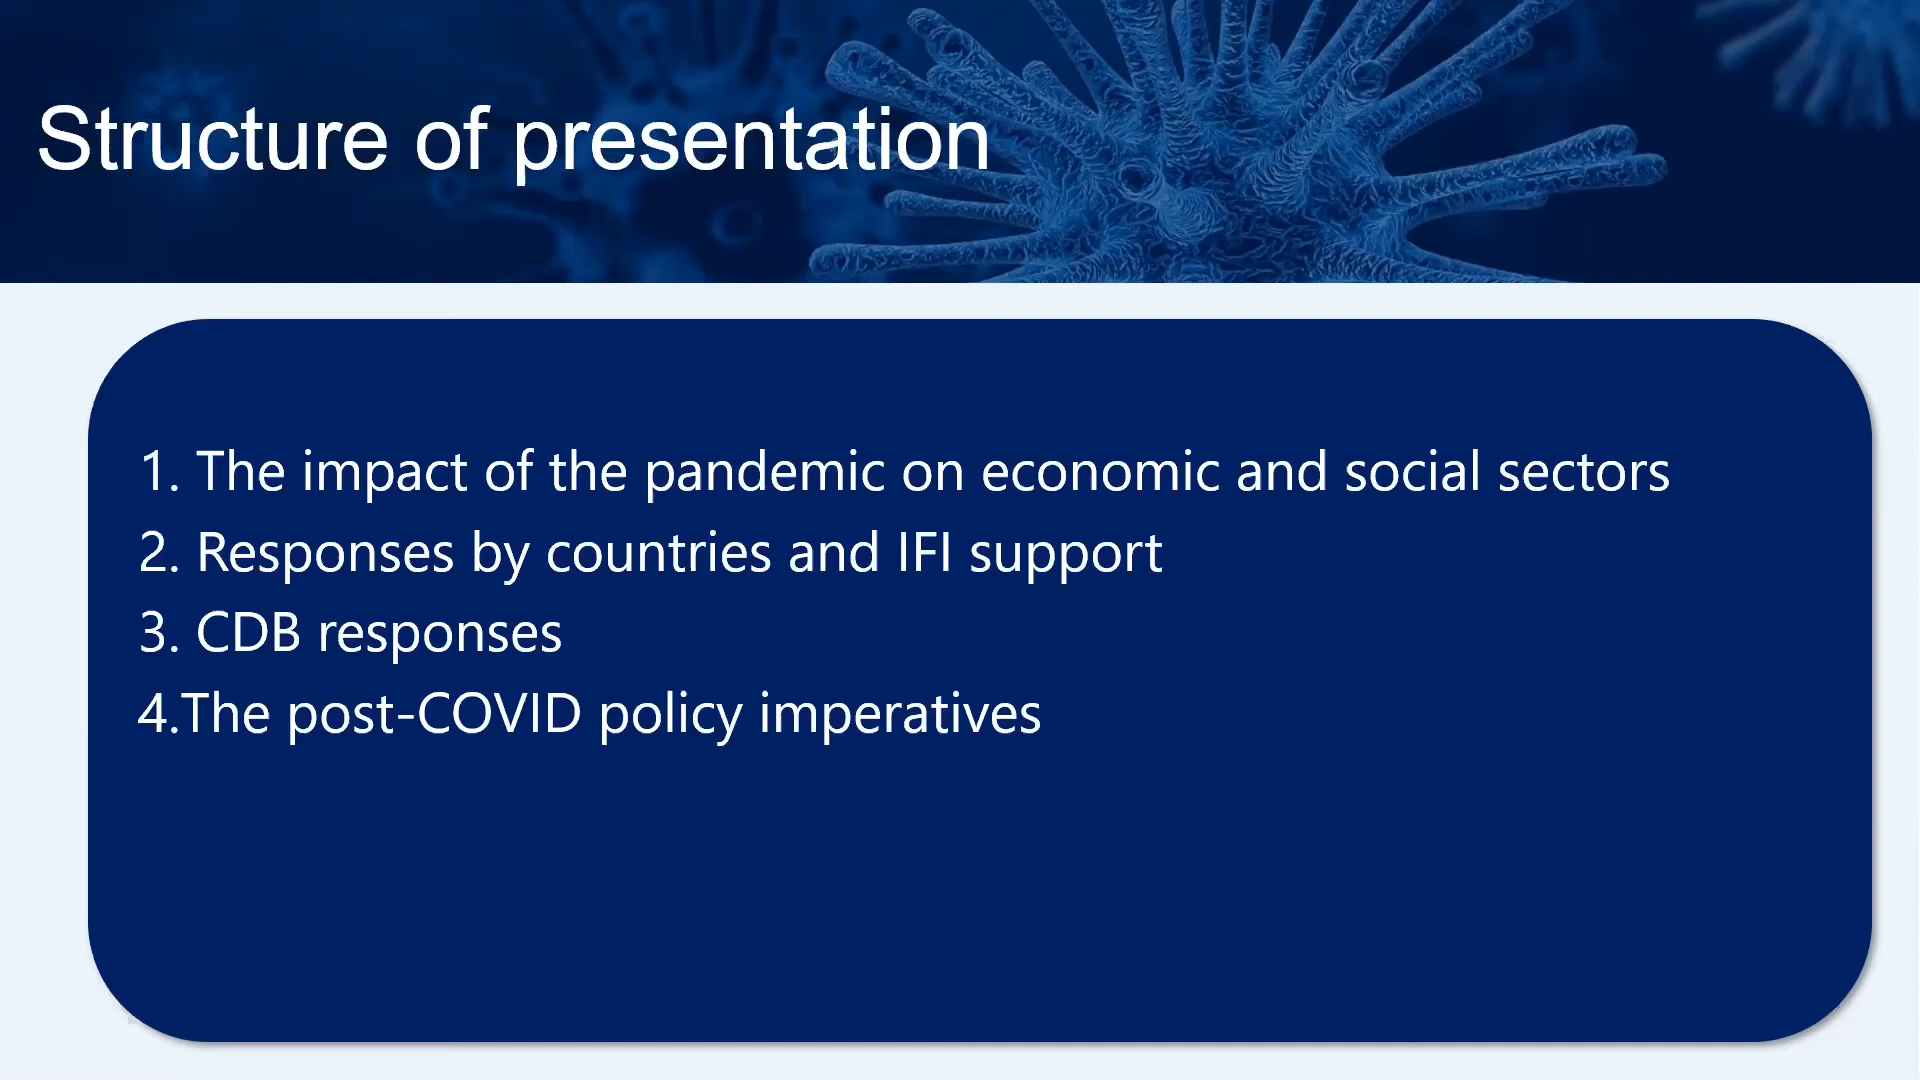 Structure of presentation
1. The impact of the pandemic on economic and social sectors
2. Responses by countries and IFI support
3. CDB responses
4.The post-COVID policy imperatives